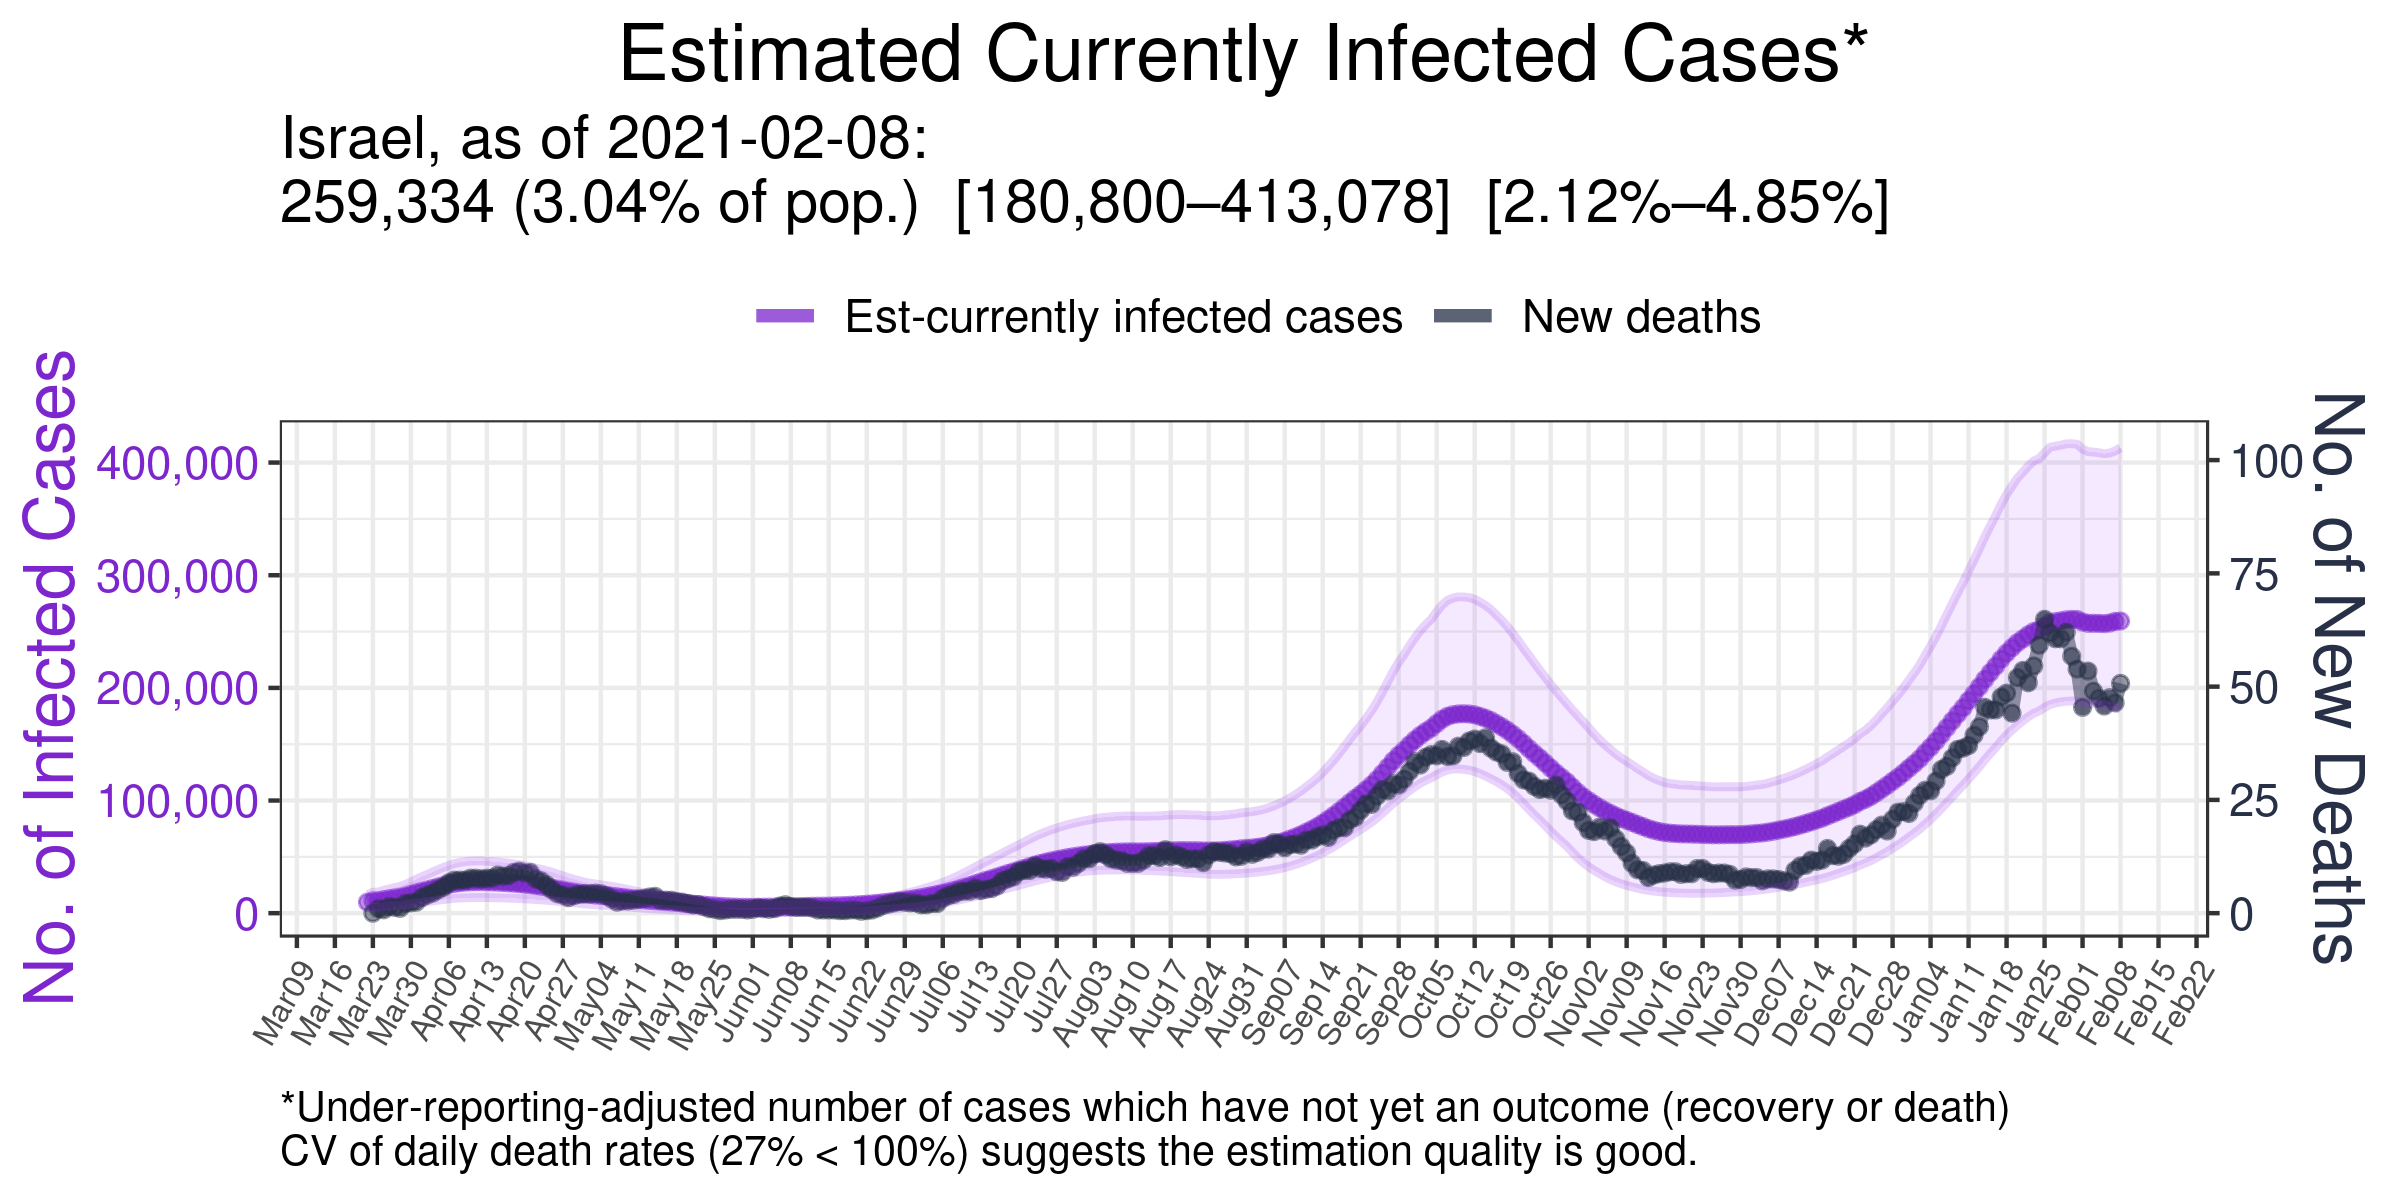 Estimated Currently Infected Cases*
Israel, as of 2021-02-08:
259,334 (3.04% of pop.)  [180,800–413,078]  [2.12%–4.85%]
Est-currently infected cases
New deaths
No. of Infected Cases
400,000
300,000
200,000
100,000
0
100
75
50
25
0
No. of New Deaths
Mar09
Mar16
Mar23
Mar30
Apr06
Apr13
Apr20
Apr27
May04
May11
May18
May25
Jun01
Jun08
Jun15
Jun22
Jun29
Jul06
Jul13
Jul20
Jul27
Aug03
Aug10
Aug17
Aug24
Aug31
Sep07
Sep14
Sep21
Sep28
Oct05
Oct12
Oct19
Oct26
Nov02
Nov09
Nov16
Nov23
Nov30
Dec07
Dec14
Dec21
Dec28
Jan04
Jan11
Jan18
Jan25
Feb01
Feb08
Feb15
Feb22
*Under-reporting-adjusted number of cases which have not yet an outcome (recovery or death)
CV of daily death rates (27% < 100%) suggests the estimation quality is good.